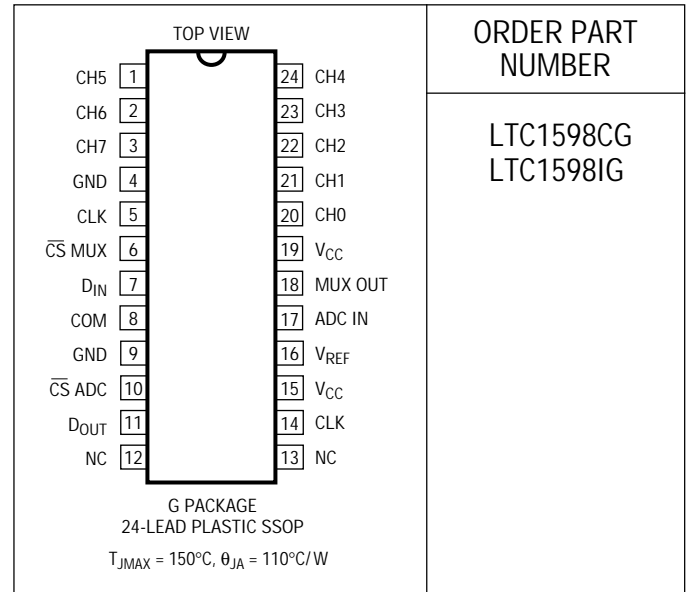 TOP VIEW
CH5 1
CH6 2
CH7 3
GND 4
CLK 5
C̅S̅ MUX 6
DIN 7
COM 8
GND 9
C̅S̅ ADC 10
DOUT 11
NC 12
24 CH4
23 CH3
22 CH2
21 CH1
20 CH0
19 VCC
18 MUX OUT
17 ADC IN
16 VREF
15 VCC
14 CLK
13 NC
G PACKAGE
24-LEAD PLASTIC SSOP
TJMAX = 150°C, θJA = 110°C/W
ORDER PART
NUMBER
LTC1598CG
LTC1598IG